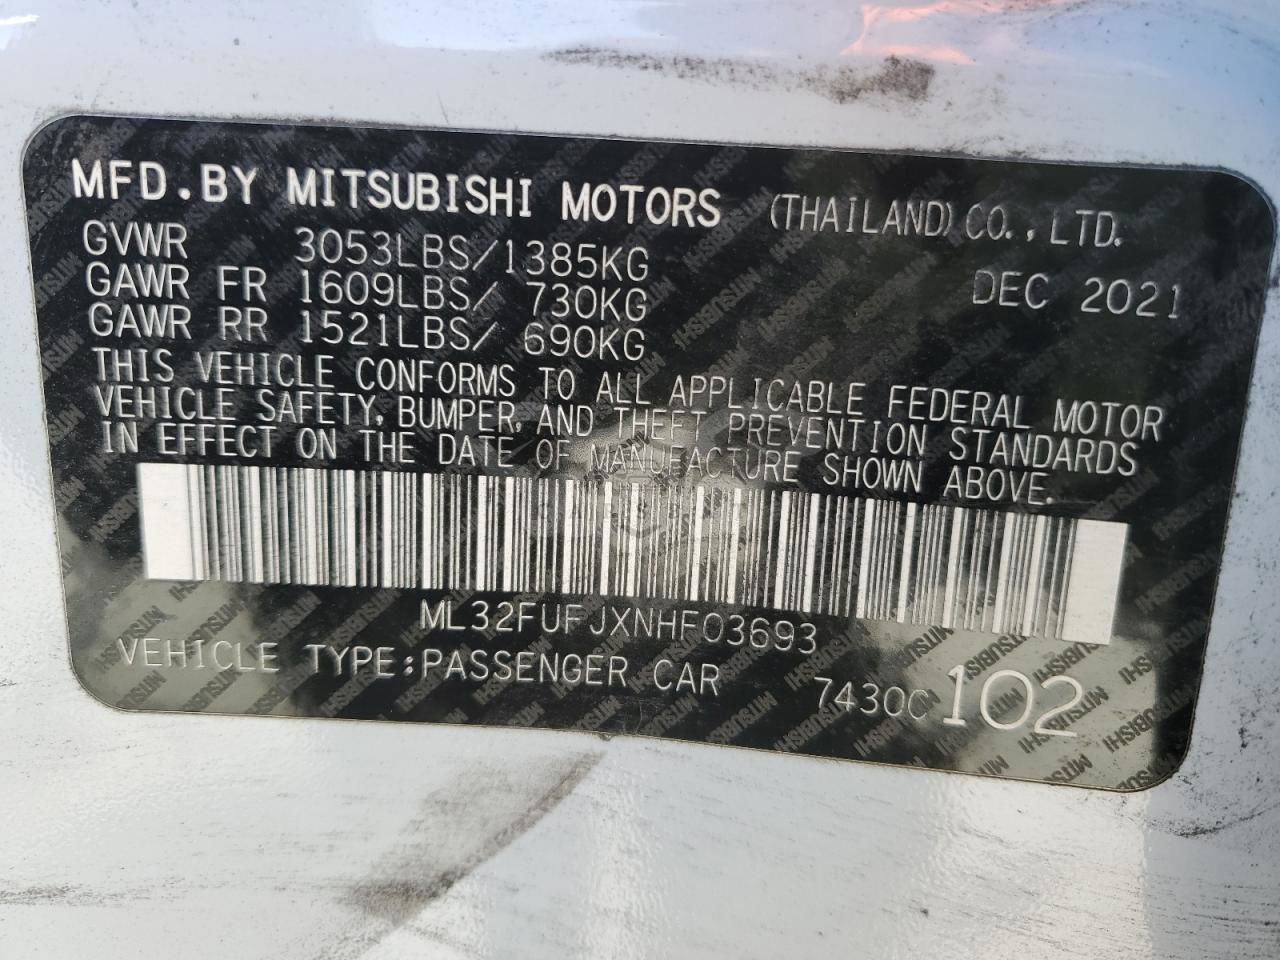 MFD.BY MITSUBISHI MOTORS (THAILAND) CO., LTD.
GVWR 3053LBS/1385KG DEC 2021
GAWR FR 1609LBS/ 730KG
GAWR RR 1521LBS/ 690KG
THIS VEHICLE CONFORMS TO ALL APPLICABLE FEDERAL MOTOR
VEHICLE SAFETY, BUMPER, AND THEFT PREVENTION STANDARDS
IN EFFECT ON THE DATE OF MANUFACTURE SHOWN ABOVE.
ML32FUFJXNHF03693
VEHICLE TYPE:PASSENGER CAR 7430C 102